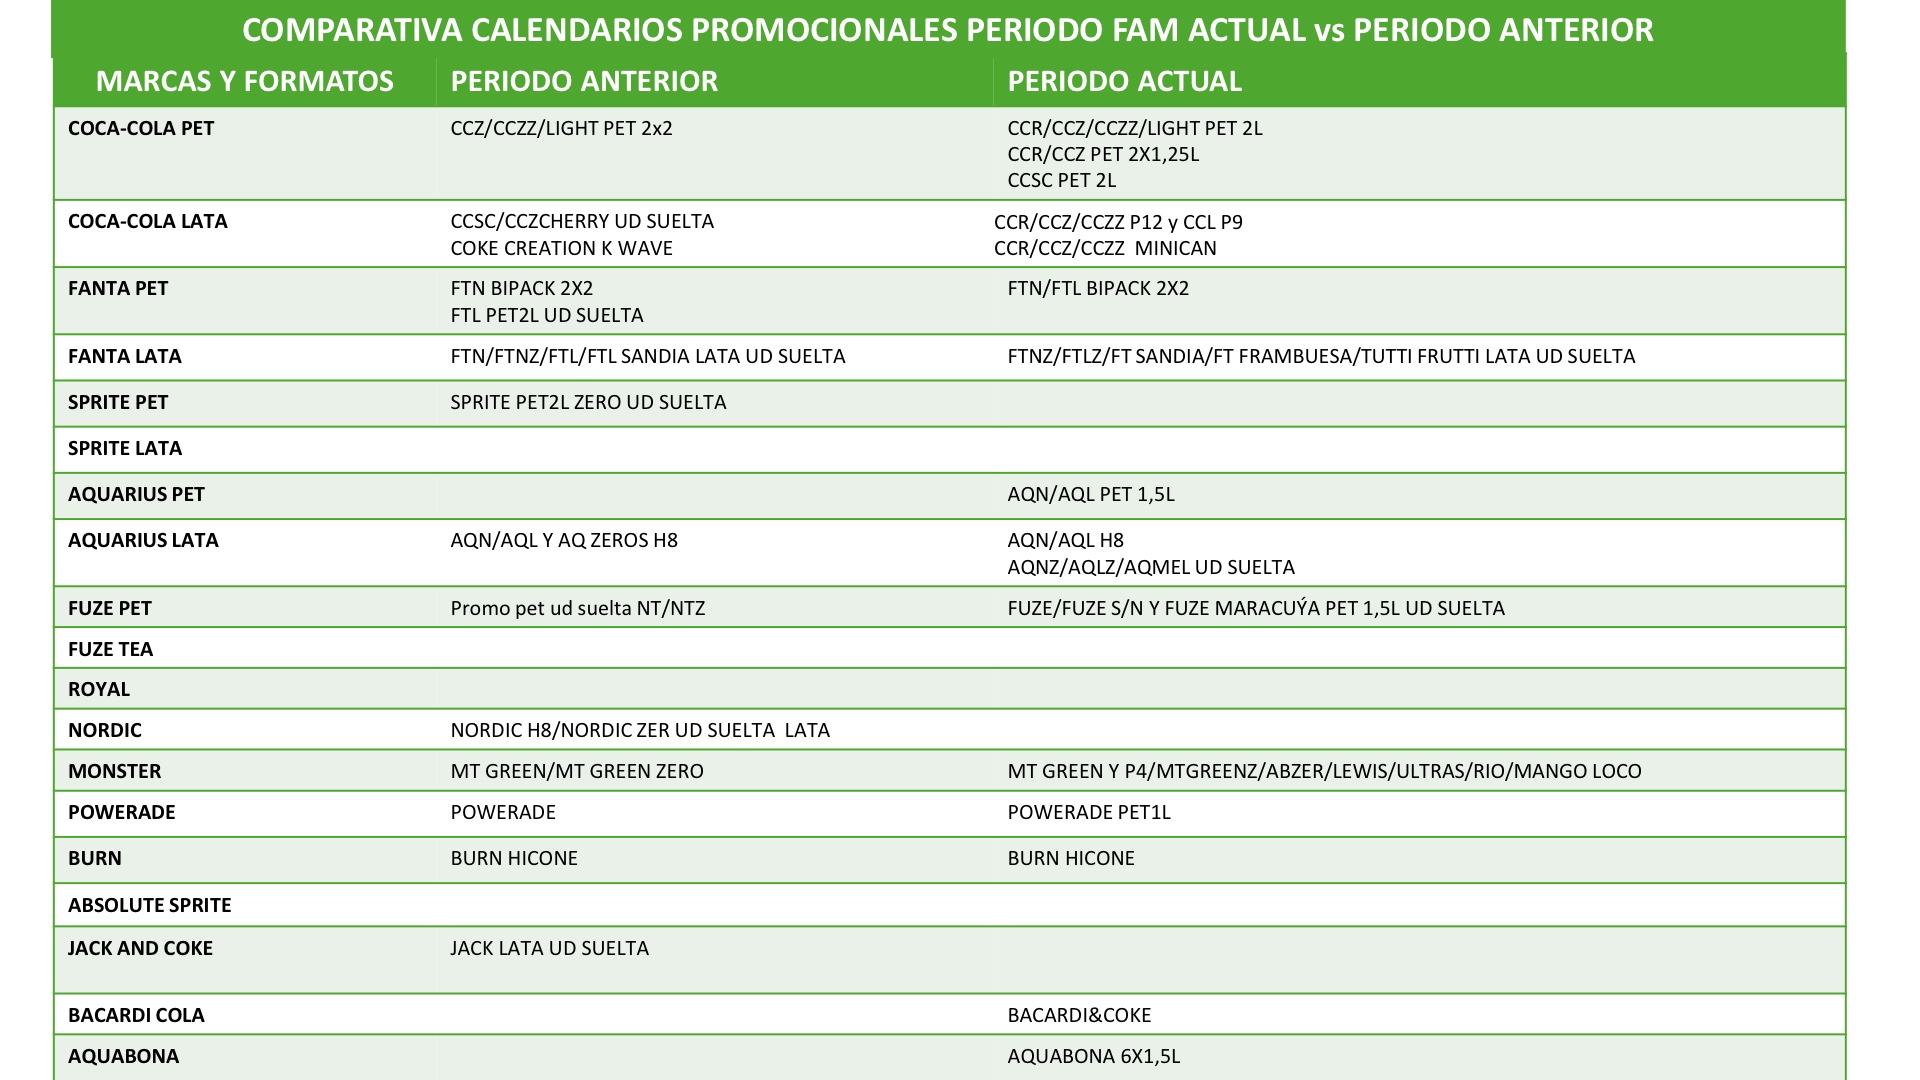 COMPARATIVA CALENDARIOS PROMOCIONALES PERIODO FAM ACTUAL vs PERIODO ANTERIOR
MARCAS Y FORMATOS PERIODO ANTERIOR PERIODO ACTUAL
COCA-COLA PET CCZ/CCZZ/LIGHT PET 2x2 CCR/CCZ/CCZZ/LIGHT PET 2L
CCR/CCZ PET 2X1,25L
CCSC PET 2L
COCA-COLA LATA CCSC/CCZCHERRY UD SUELTA CCR/CCZ/CCZZ P12 y CCL P9
COKE CREATION K WAVE CCR/CCZ/CCZZ  MINICAN
FANTA PET FTN BIPACK 2X2 FTN/FTL BIPACK 2X2
FTL PET2L UD SUELTA
FANTA LATA FTN/FTNZ/FTL/FTL SANDIA LATA UD SUELTA FTNZ/FTLZ/FT SANDIA/FT FRAMBUESA/TUTTI FRUTTI LATA UD SUELTA
SPRITE PET SPRITE PET2L ZERO UD SUELTA
SPRITE LATA
AQUARIUS PET AQN/AQL PET 1,5L
AQUARIUS LATA AQN/AQL Y AQ ZEROS H8 AQN/AQL H8
AQNZ/AQLZ/AQMEL UD SUELTA
FUZE PET Promo pet ud suelta NT/NTZ FUZE/FUZE S/N Y FUZE MARACUÝA PET 1,5L UD SUELTA
FUZE TEA
ROYAL
NORDIC NORDIC H8/NORDIC ZER UD SUELTA  LATA
MONSTER MT GREEN/MT GREEN ZERO MT GREEN Y P4/MTGREENZ/ABZER/LEWIS/ULTRAS/RIO/MANGO LOCO
POWERADE POWERADE POWERADE PET1L
BURN BURN HICONE BURN HICONE
ABSOLUTE SPRITE
JACK AND COKE JACK LATA UD SUELTA
BACARDI COLA BACARDI&COKE
AQUABONA AQUABONA 6X1,5L